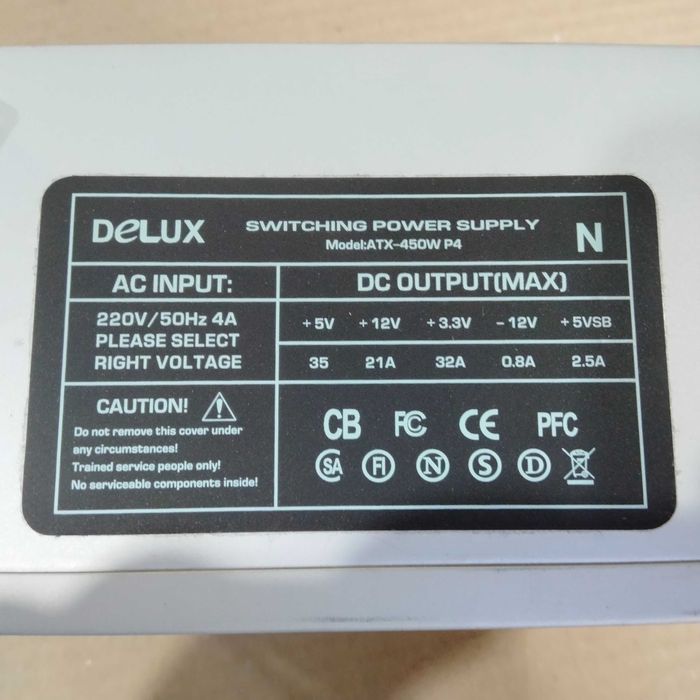 DeLUX
SWITCHING POWER SUPPLY
Model:ATX-450W P4
N
AC INPUT:
220V/50Hz 4A
PLEASE SELECT
RIGHT VOLTAGE
DC OUTPUT(MAX)
+5V +12V +3.3V -12V +5VSB
35 21A 32A 0.8A 2.5A
CAUTION!
Do not remove this cover under
any circumstances!
Trained service people only!
No serviceable components inside!
CB FC CE PFC
SA FI N S D